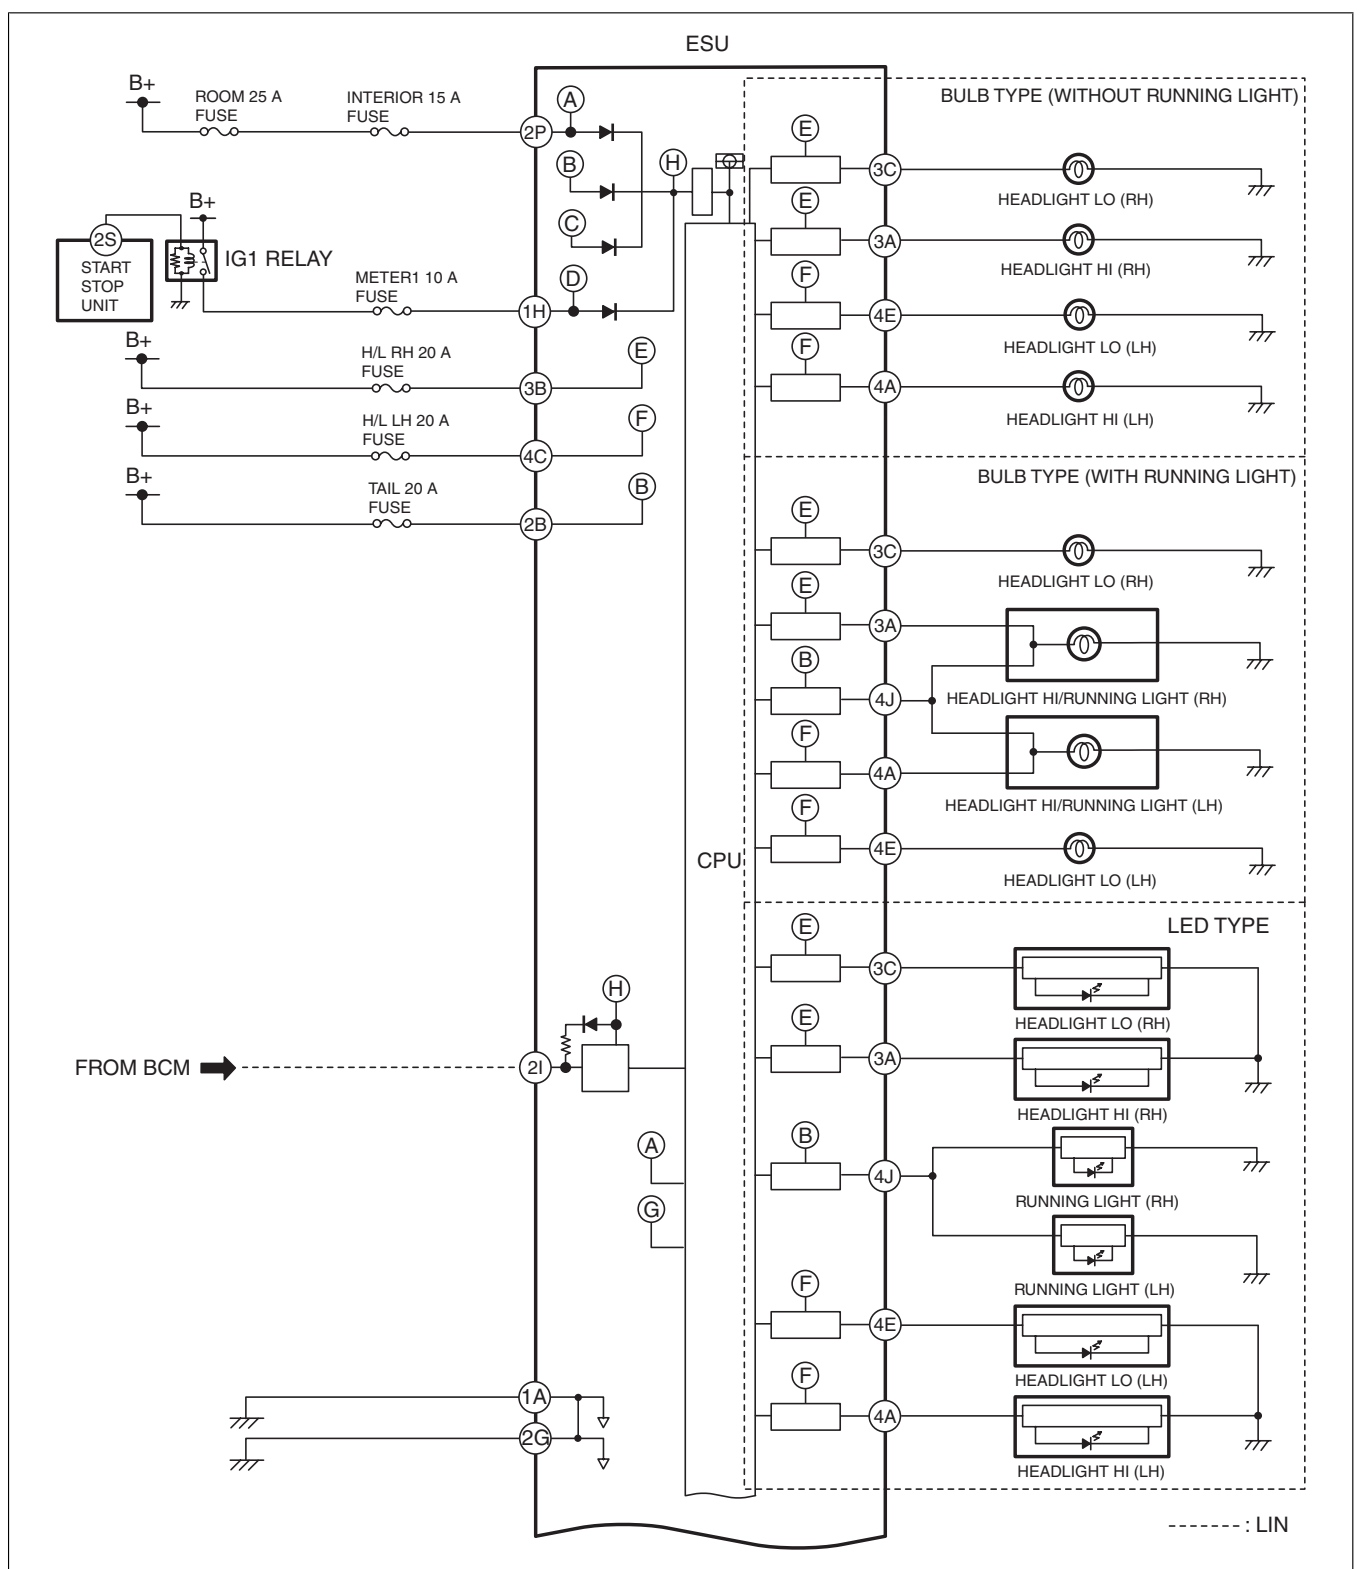 ESU
B+
ROOM 25 A
FUSE
INTERIOR 15 A
FUSE
2P
A
B
C
D
H
B+
2S
START
STOP
UNIT
IG1 RELAY
METER1 10 A
FUSE
1H
B+
H/L RH 20 A
FUSE
3B
E
B+
H/L LH 20 A
FUSE
4C
F
B+
TAIL 20 A
FUSE
2B
B
BULB TYPE (WITHOUT RUNNING LIGHT)
E
3C
HEADLIGHT LO (RH)
E
3A
HEADLIGHT HI (RH)
F
4E
HEADLIGHT LO (LH)
F
4A
HEADLIGHT HI (LH)
BULB TYPE (WITH RUNNING LIGHT)
E
3C
HEADLIGHT LO (RH)
E
3A
B
4J
HEADLIGHT HI/RUNNING LIGHT (RH)
F
4A
HEADLIGHT HI/RUNNING LIGHT (LH)
F
4E
HEADLIGHT LO (LH)
CPU
LED TYPE
E
3C
HEADLIGHT LO (RH)
E
3A
HEADLIGHT HI (RH)
B
4J
RUNNING LIGHT (RH)
RUNNING LIGHT (LH)
F
4E
HEADLIGHT LO (LH)
F
4A
HEADLIGHT HI (LH)
H
FROM BCM
2I
A
G
1A
2G
: LIN